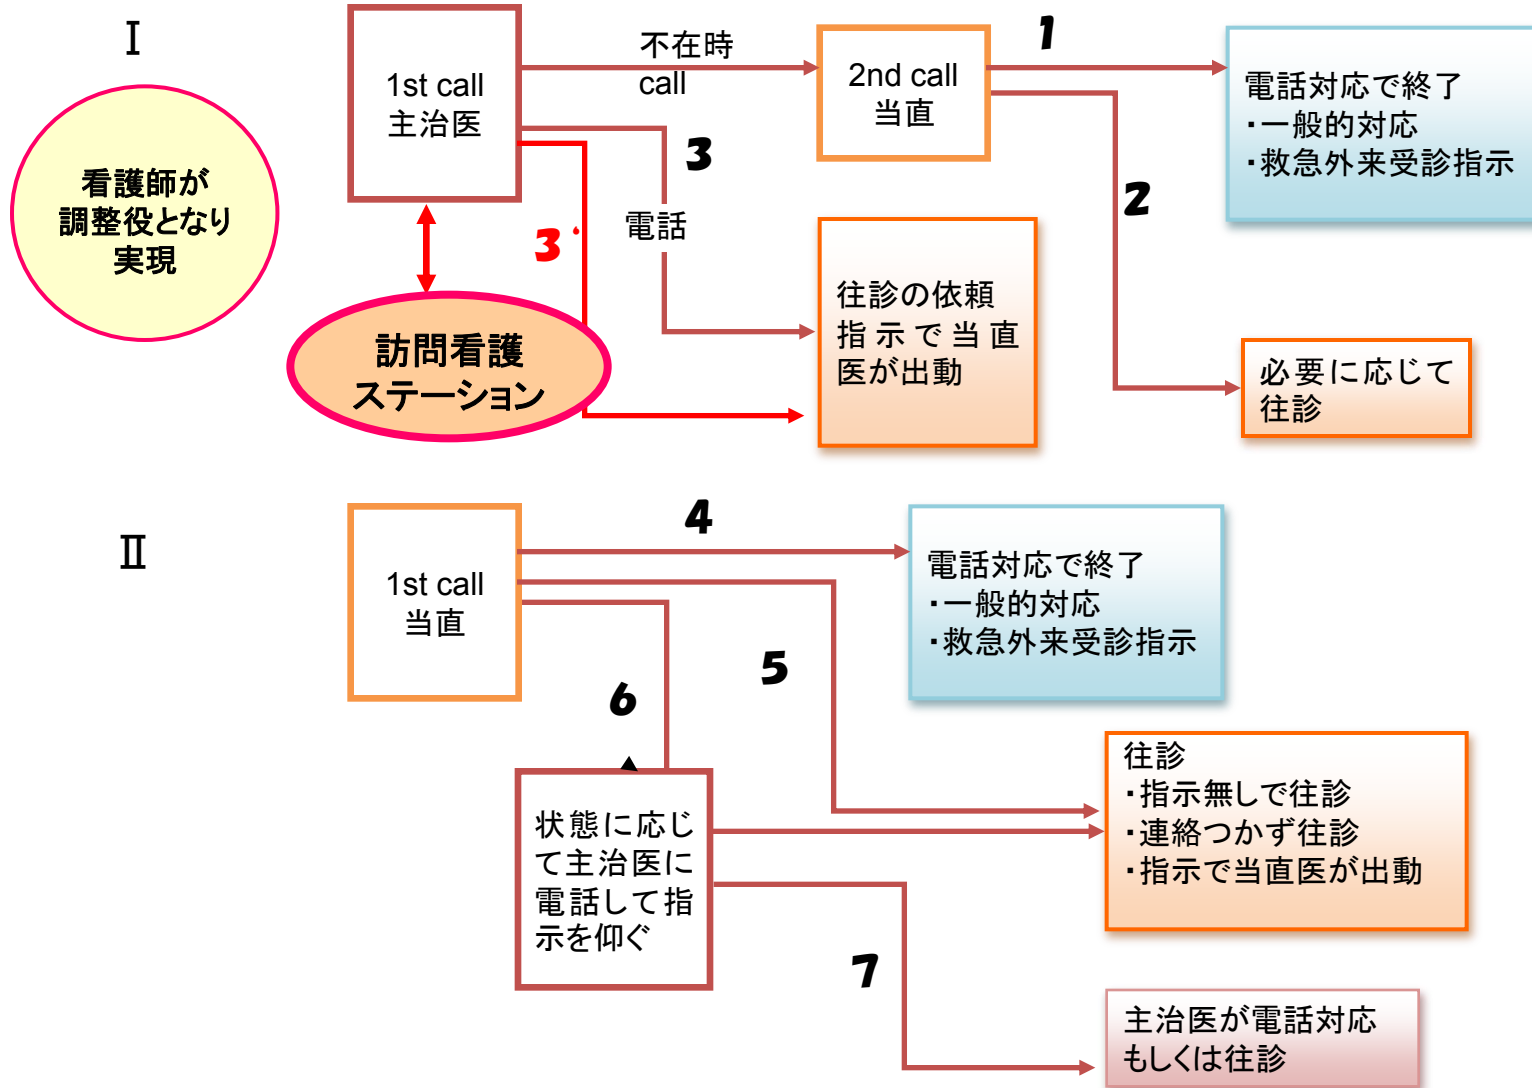 Ⅰ
看護師が
調整役となり
実現
1st call
主治医
不在時
call
2nd call
当直
1
電話対応で終了
・一般的対応
・救急外来受診指示
2
必要に応じて
往診
3
電話
3‘
往診の依頼
指示で当直
医が出動
訪問看護
ステーション
Ⅱ
1st call
当直
4
電話対応で終了
・一般的対応
・救急外来受診指示
5
往診
・指示無しで往診
・連絡つかず往診
・指示で当直医が出動
6
状態に応じ
て主治医に
電話して指
示を仰ぐ
7
主治医が電話対応
もしくは往診